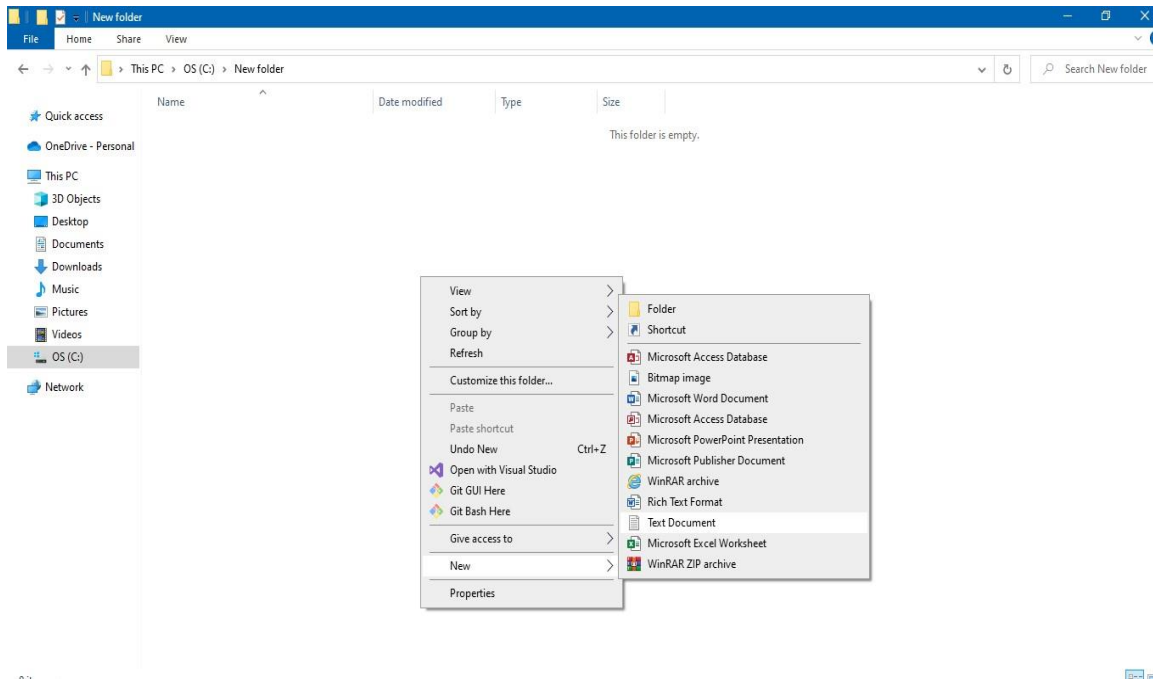 New folder
File Home Share View
This PC > OS (C:) > New folder
Search New folder
Name Date modified Type Size
This folder is empty.
Quick access
OneDrive - Personal
This PC
3D Objects
Desktop
Documents
Downloads
Music
Pictures
Videos
OS (C:)
Network
View
Sort by
Group by
Refresh
Customize this folder...
Paste
Paste shortcut
Undo New Ctrl+Z
Open with Visual Studio
Git GUI Here
Git Bash Here
Give access to
New
Properties
Folder
Shortcut
Microsoft Access Database
Bitmap image
Microsoft Word Document
Microsoft Access Database
Microsoft PowerPoint Presentation
Microsoft Publisher Document
WinRAR archive
Rich Text Format
Text Document
Microsoft Excel Worksheet
WinRAR ZIP archive